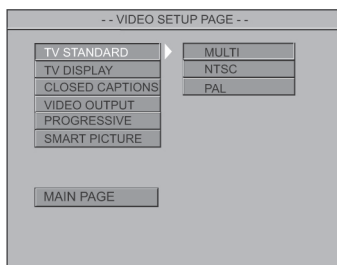 - - VIDEO SETUP PAGE - -
TV STANDARD
TV DISPLAY
CLOSED CAPTIONS
VIDEO OUTPUT
PROGRESSIVE
SMART PICTURE
MULTI
NTSC
PAL
MAIN PAGE